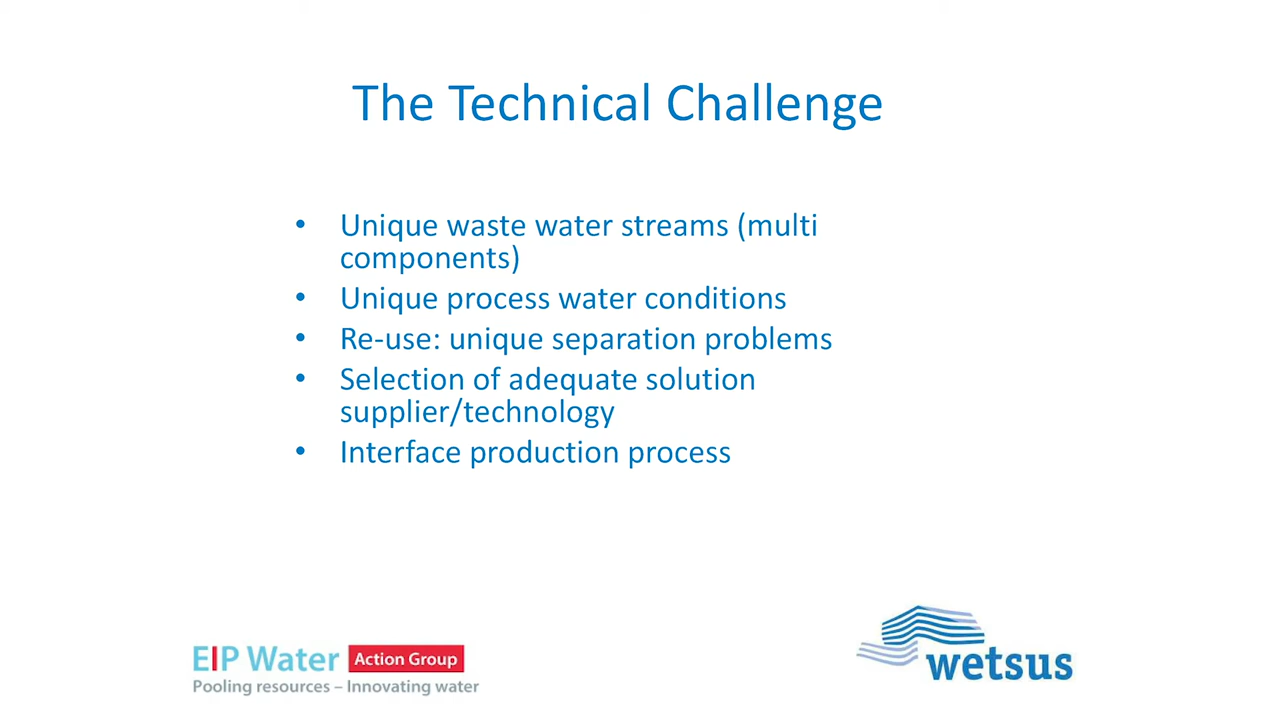 The Technical Challenge
• Unique waste water streams (multi
components)
• Unique process water conditions
• Re-use: unique separation problems
• Selection of adequate solution
supplier/technology
• Interface production process
EIP Water Action Group
Pooling resources – Innovating water
wetsus